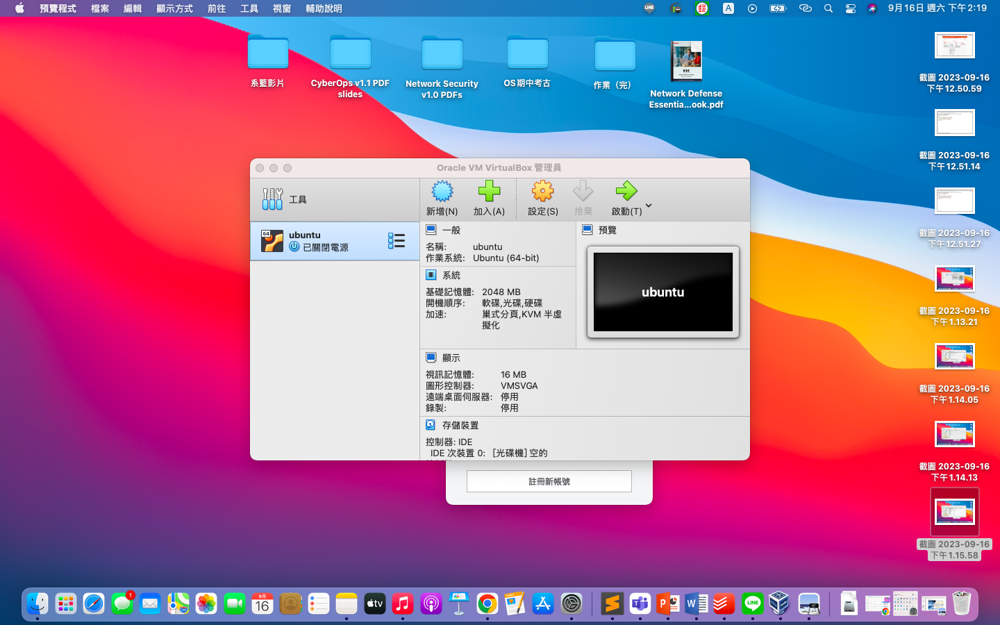 預覽程式 檔案 編輯 顯示方式 前往 工具 視窗 輔助說明
LINE A 9月16日 週六 下午2:19
系籃影片
CyberOps v1.1 PDF
slides
Network Security
v1.0 PDFs
OS期中考古
作業（完）
Network Defense
Essentia...ook.pdf
截圖 2023-09-16
下午12.50.59
截圖 2023-09-16
下午12.51.14
截圖 2023-09-16
下午12.51.27
截圖 2023-09-16
下午1.13.21
截圖 2023-09-16
下午1.14.05
截圖 2023-09-16
下午1.14.13
截圖 2023-09-16
下午1.15.58
Oracle VM VirtualBox 管理員
工具
新增(N) 加入(A) 設定(S) 捨棄 啟動(T)
64
ubuntu
已關閉電源
一般
名稱: ubuntu
作業系統: Ubuntu (64-bit)
系統
基礎記憶體: 2048 MB
開機順序: 軟碟,光碟,硬碟
加速: 巢式分頁,KVM 半虛
擬化
預覽
ubuntu
顯示
視訊記憶體: 16 MB
圖形控制器: VMSVGA
遠端桌面伺服器: 停用
錄製: 停用
存儲裝置
控制器: IDE
IDE 次裝置 0: [光碟機] 空的
註冊新帳號
1
9月
16
tv
LINE